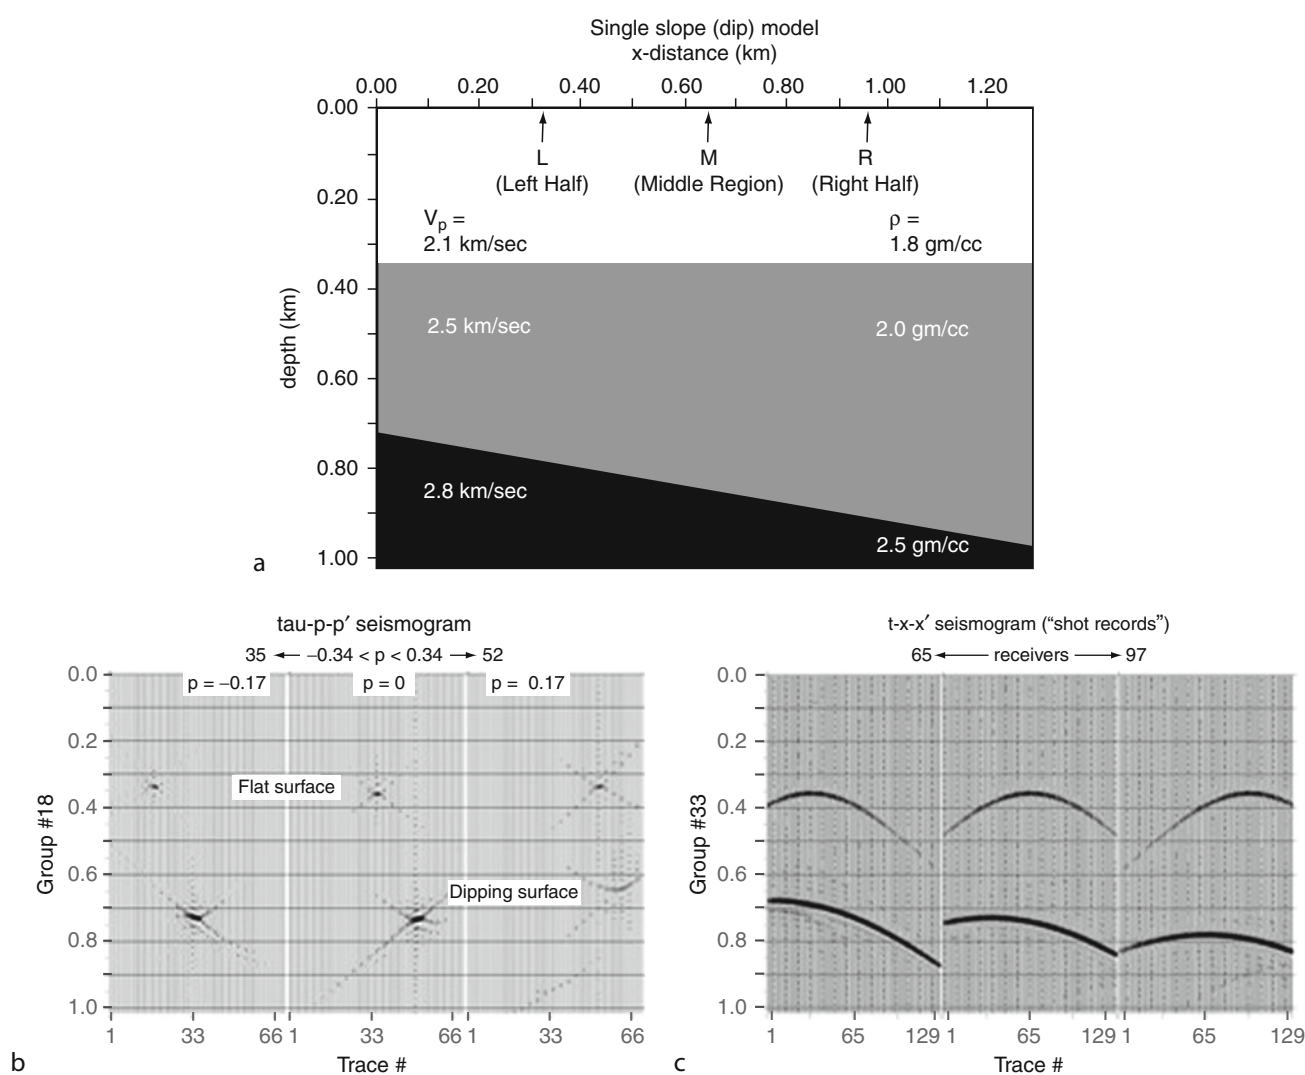 Single slope (dip) model
x-distance (km)
0.00 0.20 0.40 0.60 0.80 1.00 1.20
0.00
L M R
(Left Half) (Middle Region) (Right Half)
0.20
Vp = ρ =
2.1 km/sec 1.8 gm/cc
0.40
2.5 km/sec 2.0 gm/cc
depth (km)
0.60
0.80
2.8 km/sec
2.5 gm/cc
1.00
a
tau-p-p′ seismogram
35 ← −0.34 < p < 0.34 → 52
0.0
p = −0.17 p = 0 p = 0.17
0.2
Flat surface
0.4
Group #18
0.6
Dipping surface
0.8
1.0
1 33 66 1 33 66 1 33 66
Trace #
b
t-x-x′ seismogram (“shot records”)
65 ← receivers → 97
0.0
0.2
0.4
Group #33
0.6
0.8
1.0
1 65 129 1 65 129 1 65 129
Trace #
c